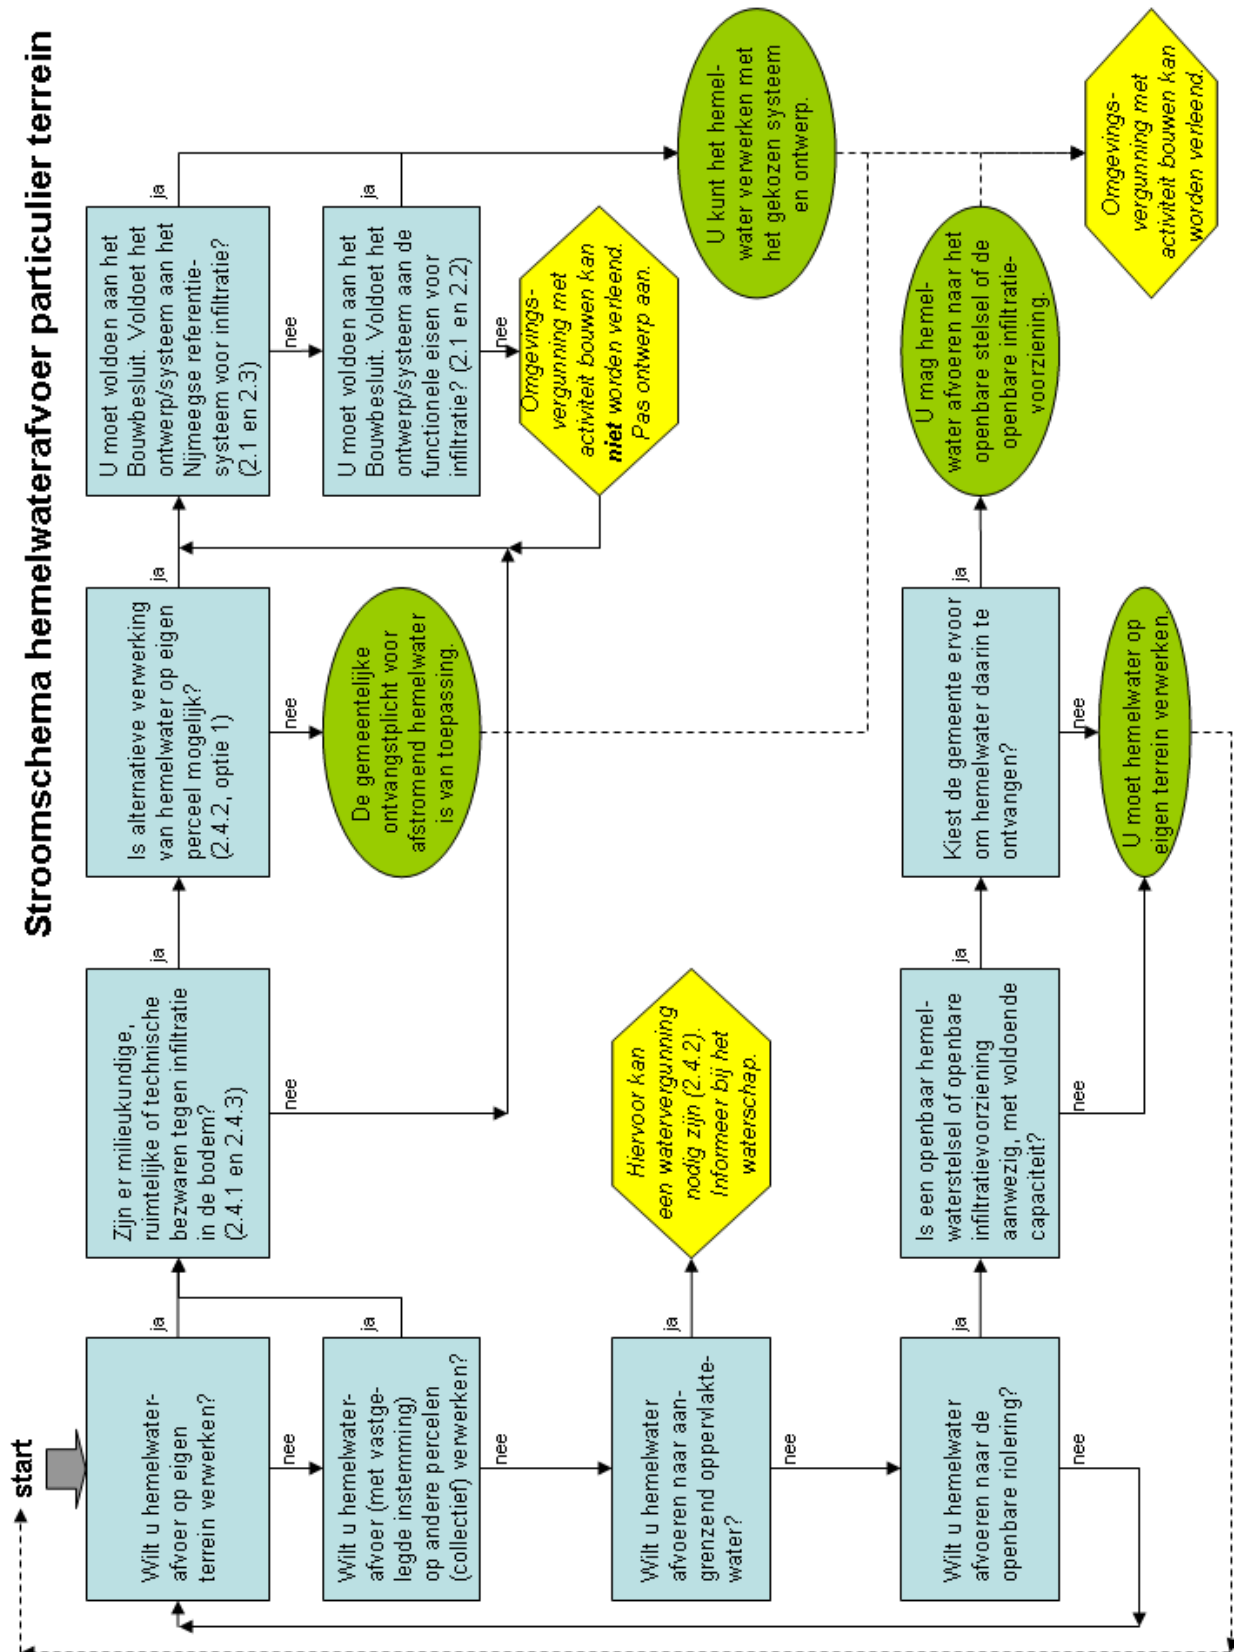 Stroomschema hemelwaterafvoer particulier terrein
start
Wilt u hemelwater-
afvoer op eigen
terrein verwerken?
ja
nee
Zijn er milieukundige,
ruimtelijke of technische
bezwaren tegen infiltratie
in de bodem?
(2.4.1 en 2.4.3)
ja
nee
Is alternatieve verwerking
van hemelwater op eigen
perceel mogelijk?
(2.4.2, optie 1)
ja
nee
U moet voldoen aan het
Bouwbesluit. Voldoet het
ontwerp/systeem aan het
Nijmeegse referentie-
systeem voor infiltratie?
(2.1 en 2.3)
ja
nee
Wilt u hemelwater-
afvoer (met vastge-
legde instemming)
op andere percelen
(collectief) verwerken?
ja
nee
De gemeentelijke
ontvangstplicht voor
afstromend hemelwater
is van toepassing.
U moet voldoen aan het
Bouwbesluit. Voldoet het
ontwerp/systeem aan de
functionele eisen voor
infiltratie? (2.1 en 2.2)
ja
nee
Omgevings-
vergunning met
activiteit bouwen kan
niet worden verleend.
Pas ontwerp aan.
Wilt u hemelwater
afvoeren naar aan-
grenzend oppervlakte-
water?
ja
nee
Hiervoor kan
een watervergunning
nodig zijn (2.4.2).
Informeer bij het
waterschap.
U kunt het hemel-
water verwerken met
het gekozen systeem
en ontwerp.
Wilt u hemelwater
afvoeren naar de
openbare riolering?
ja
nee
Is een openbaar hemel-
waterstelsel of openbare
infiltratievoorziening
aanwezig, met voldoende
capaciteit?
ja
nee
Kiest de gemeente ervoor
om hemelwater daarin te
ontvangen?
ja
nee
U mag hemel-
water afvoeren naar het
openbare stelsel of de
openbare infiltratie-
voorziening.
U moet hemelwater op
eigen terrein verwerken.
Omgevings-
vergunning met
activiteit bouwen kan
worden verleend.